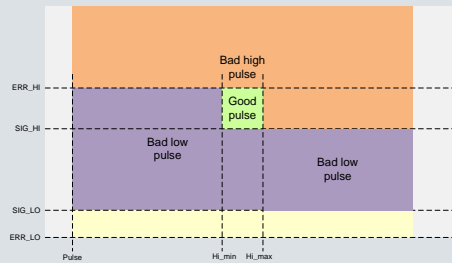 Bad high
pulse
ERR_HI
Good
pulse
SIG_HI
Bad low
pulse
Bad low
pulse
SIG_LO
ERR_LO
Pulse
Hi_min
Hi_max